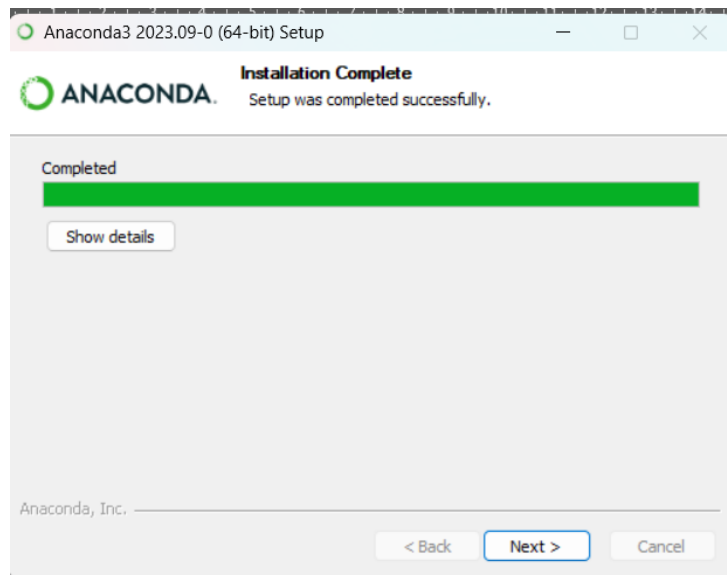 Anaconda3 2023.09-0 (64-bit) Setup
ANACONDA.
Installation Complete
Setup was completed successfully.
Completed
Show details
Anaconda, Inc.
< Back
Next >
Cancel